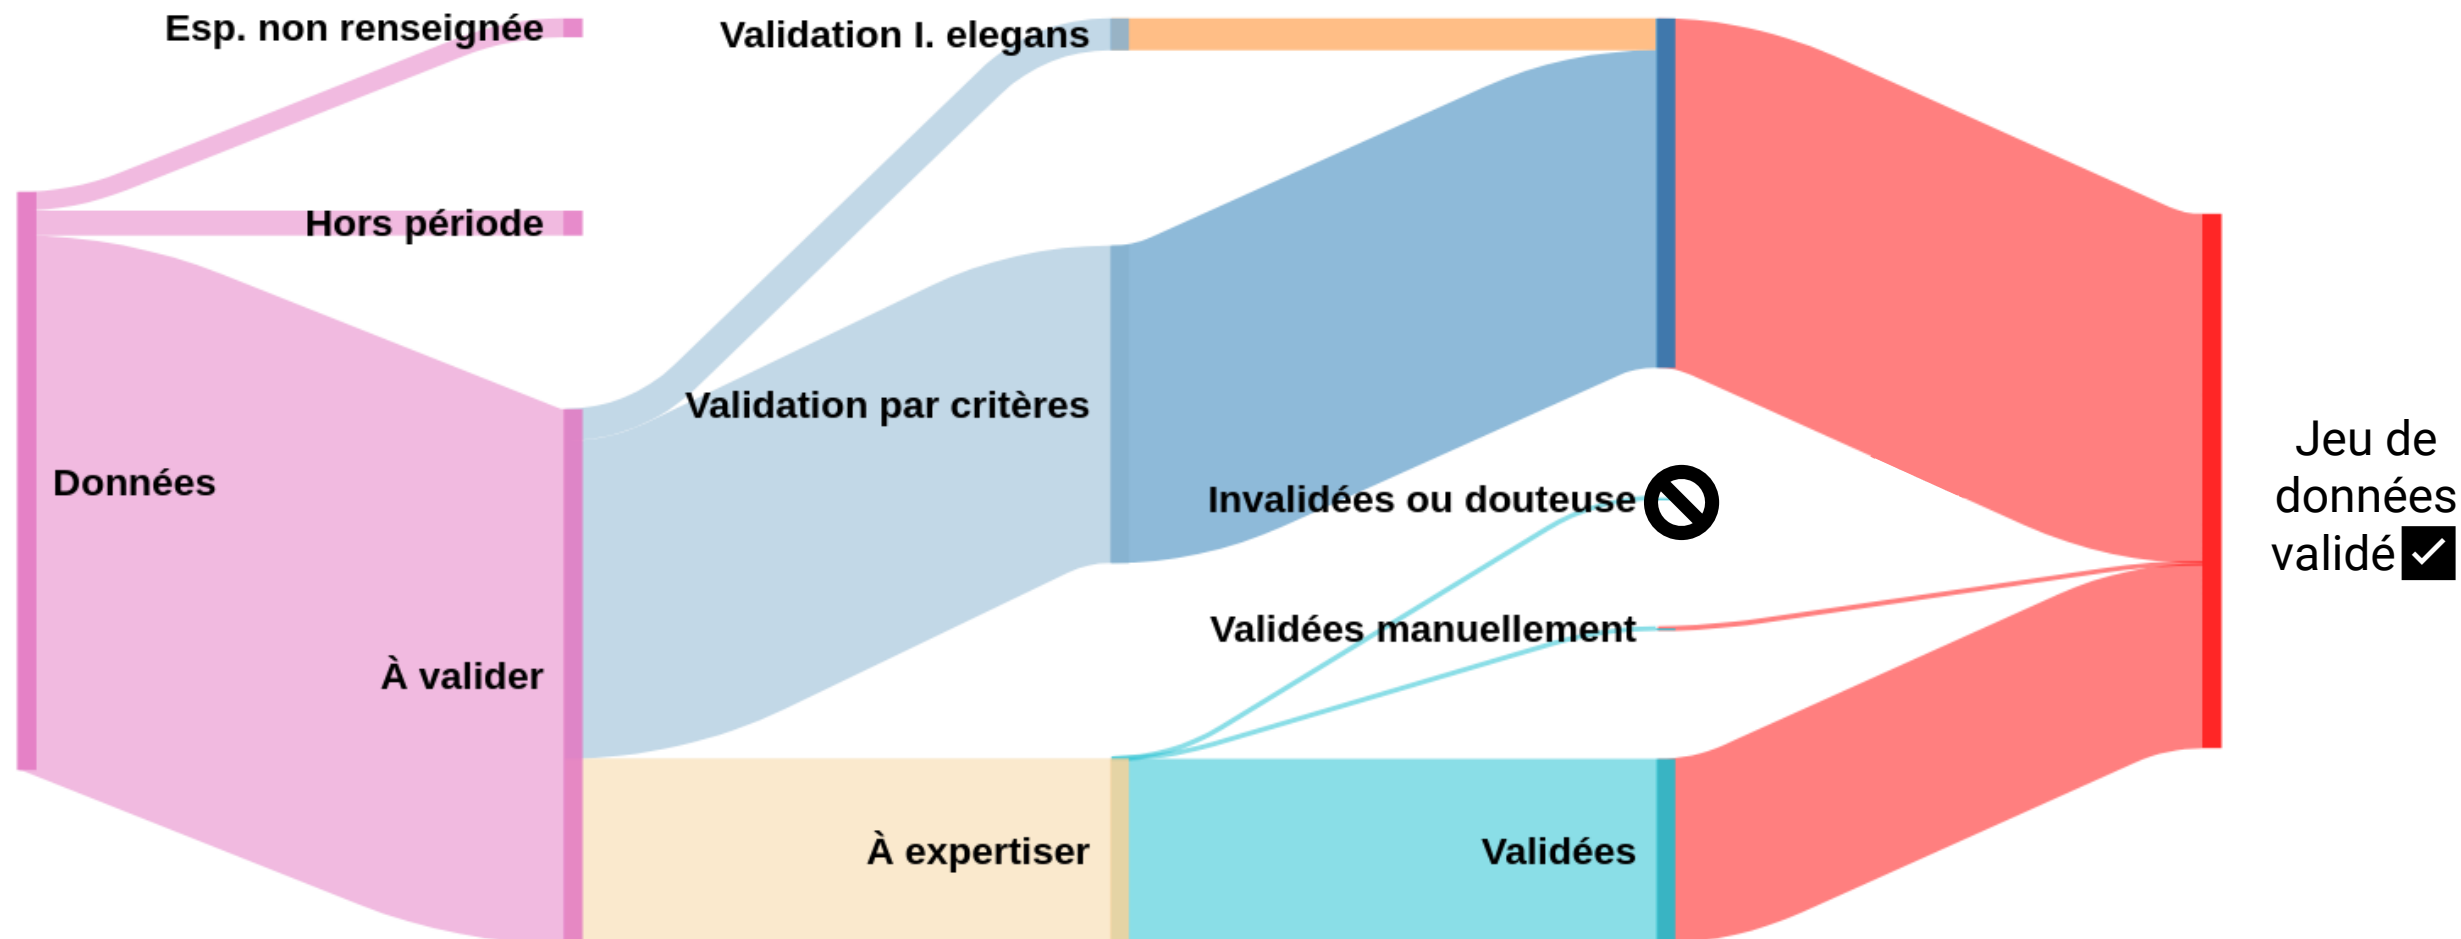 Esp. non renseignée
Validation I. elegans
Hors période
Validation par critères
Données
Invalidées ou douteuse
Jeu de
données
validé
Validées manuellement
À valider
À expertiser
Validées